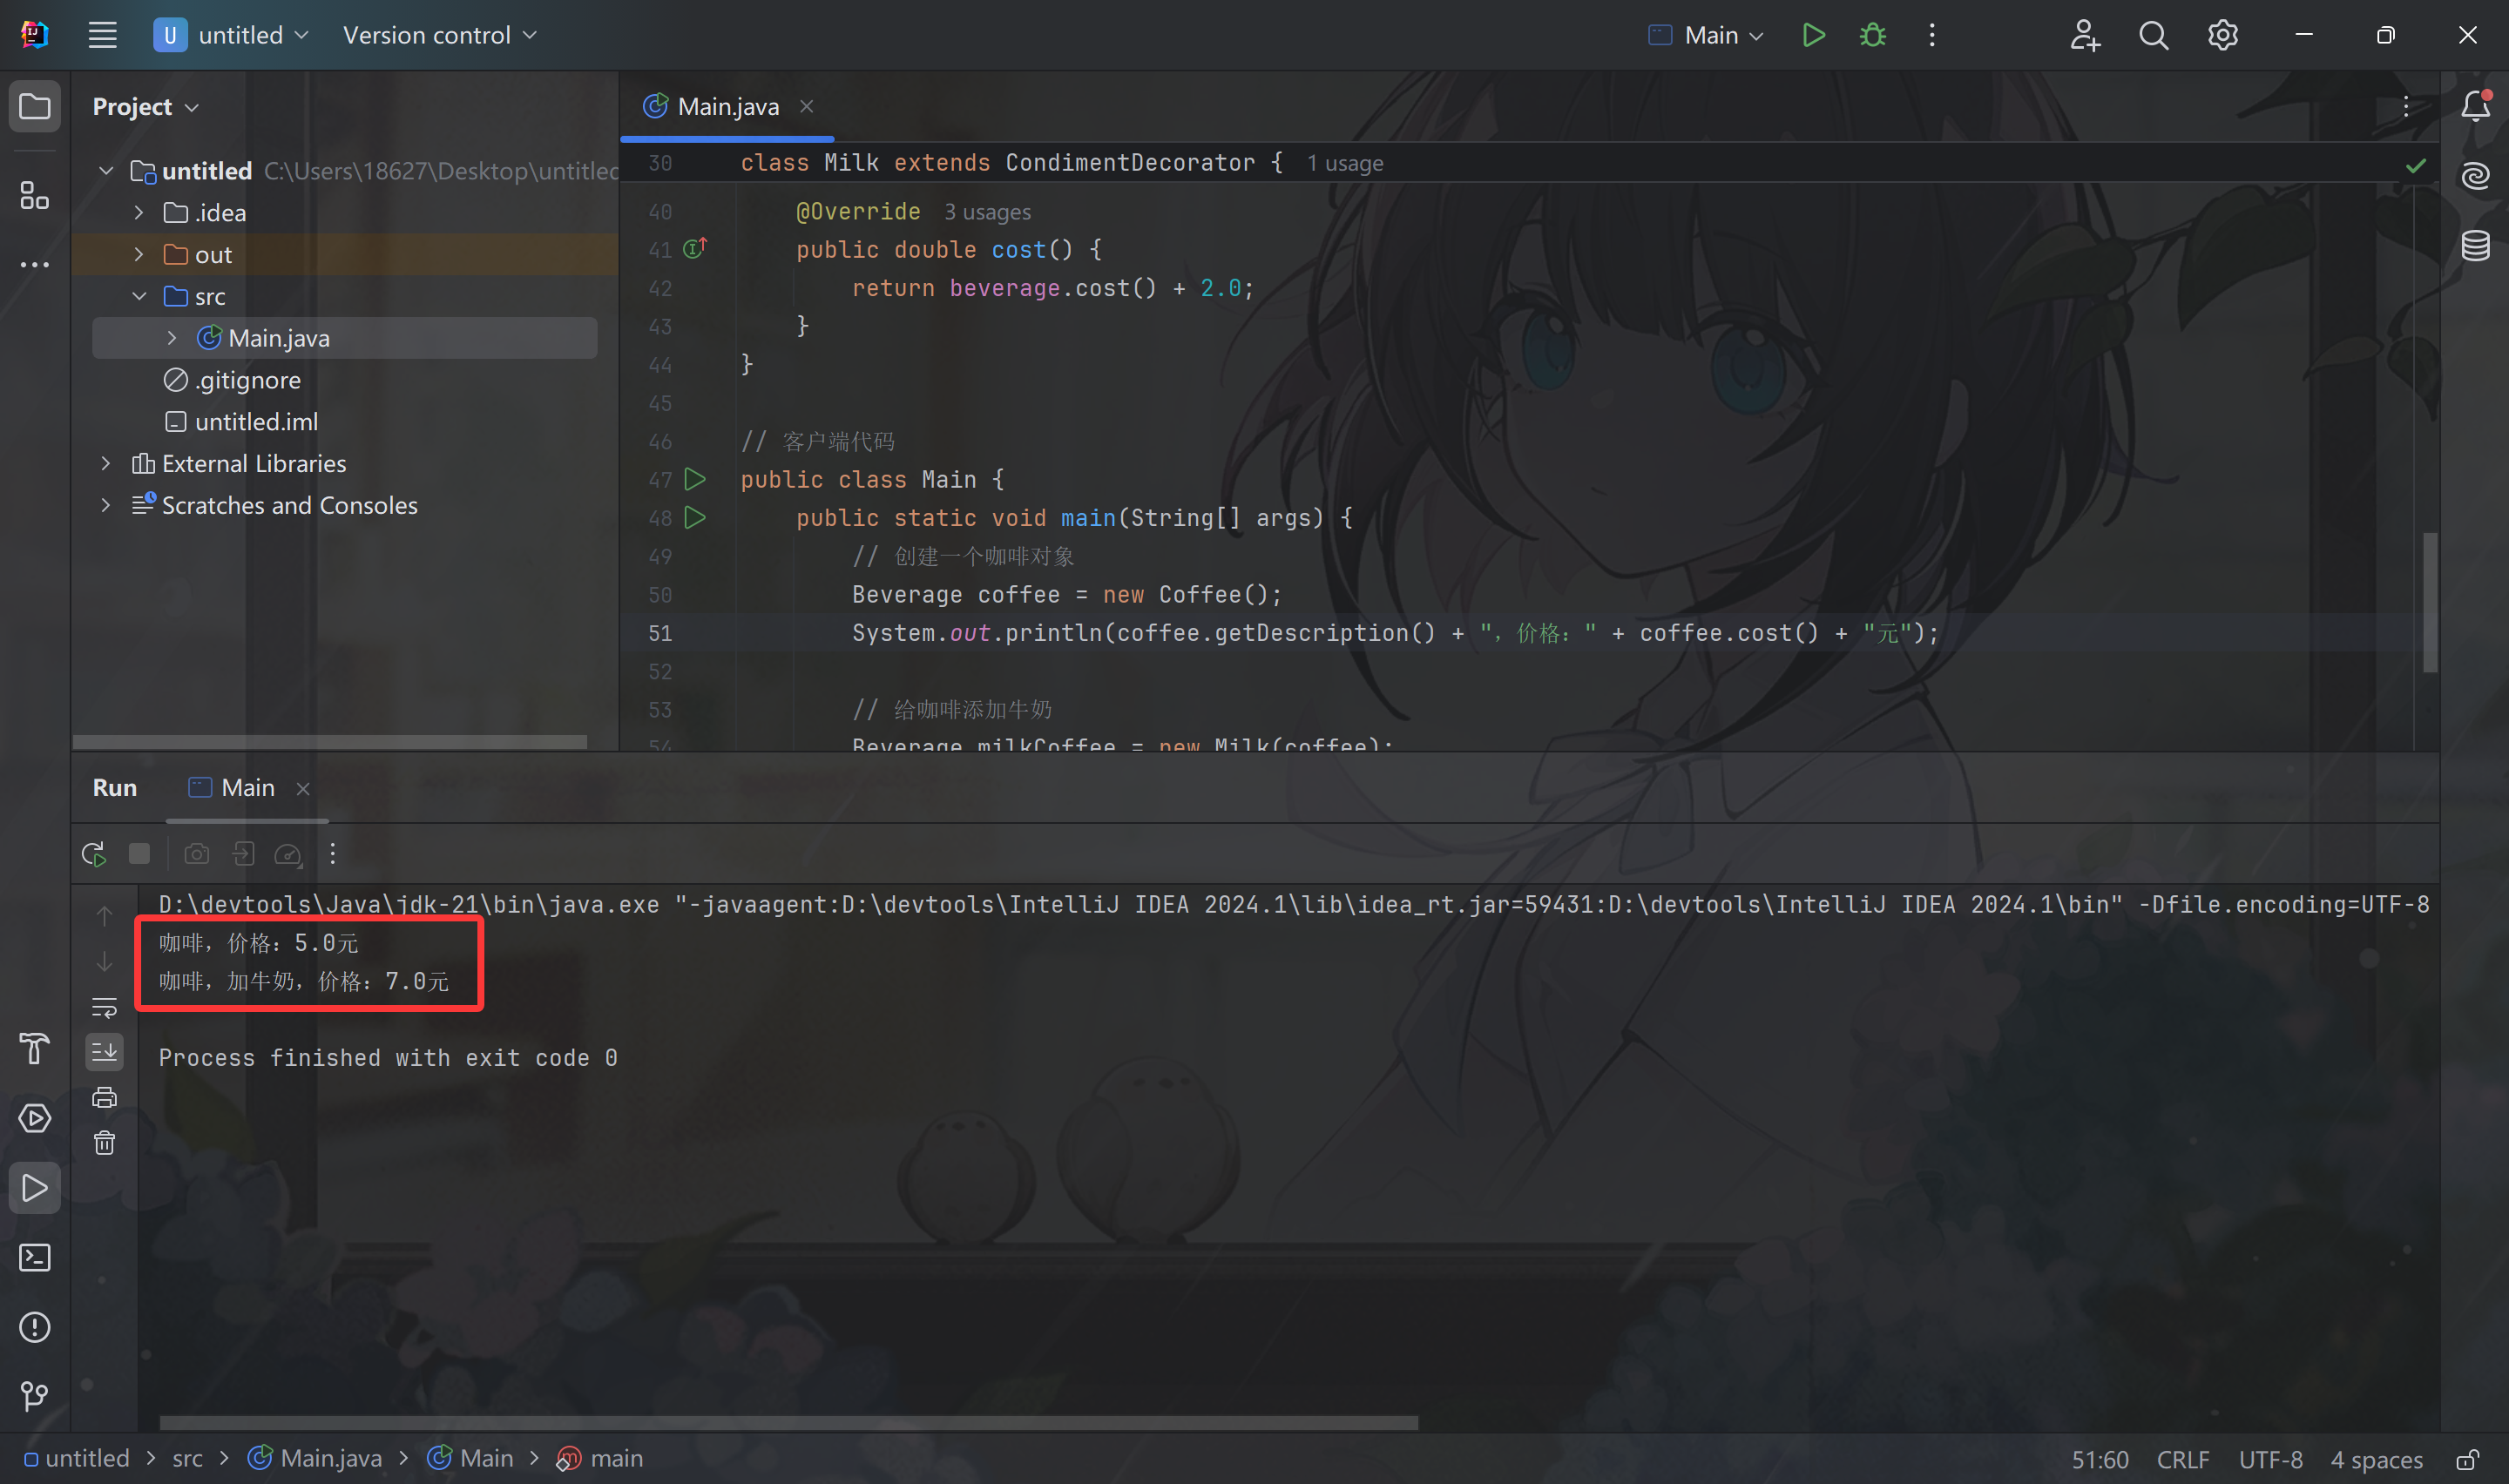 U untitled Version control Main
Project
Main.java
untitled C:\Users\18627\Desktop\untitled
.idea
out
src
Main.java
.gitignore
untitled.iml
External Libraries
Scratches and Consoles
30 class Milk extends CondimentDecorator { 1 usage
40 @Override 3 usages
41 public double cost() {
42 return beverage.cost() + 2.0;
43 }
44 }
45
46 // 客户端代码
47 public class Main {
48 public static void main(String[] args) {
49 // 创建一个咖啡对象
50 Beverage coffee = new Coffee();
51 System.out.println(coffee.getDescription() + ", 价格: " + coffee.cost() + "元");
52
53 // 给咖啡添加牛奶
54 Beverage milkCoffee = new Milk(coffee);
Run Main
D:\devtools\Java\jdk-21\bin\java.exe "-javaagent:D:\devtools\IntelliJ IDEA 2024.1\lib\idea_rt.jar=59431:D:\devtools\IntelliJ IDEA 2024.1\bin" -Dfile.encoding=UTF-8
咖啡, 价格: 5.0元
咖啡, 加牛奶, 价格: 7.0元
Process finished with exit code 0
untitled > src > Main.java > Main > main
51:60 CRLF UTF-8 4 spaces